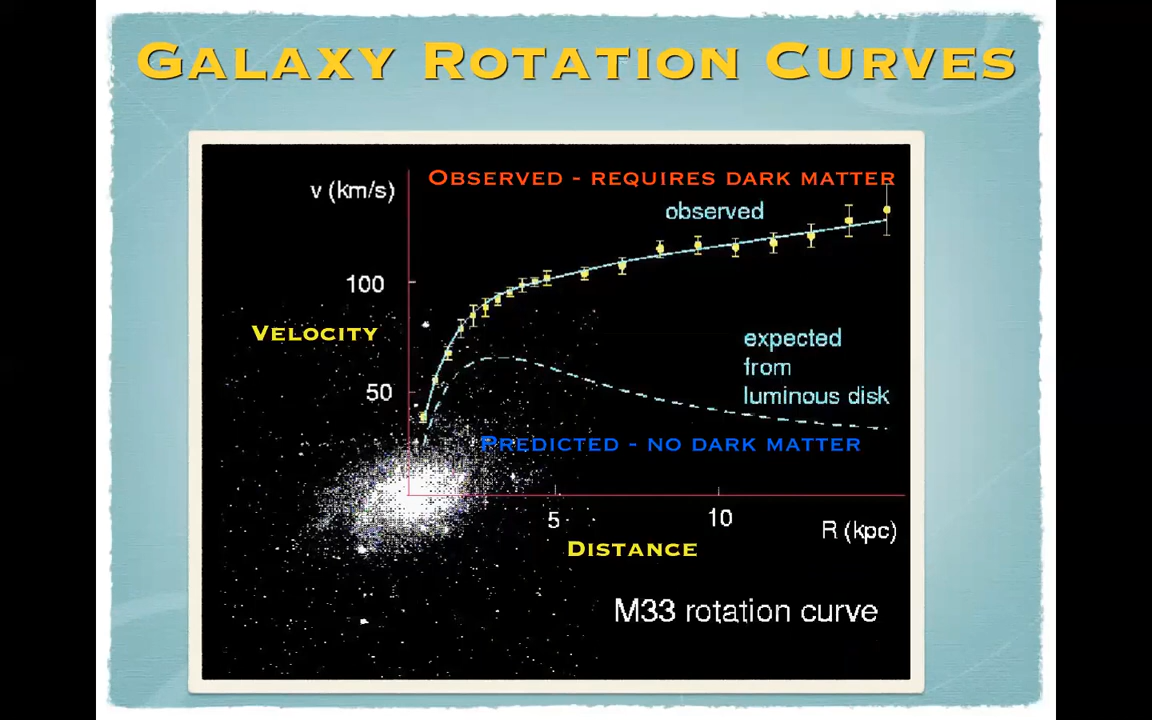 GALAXY ROTATION CURVES
OBSERVED - REQUIRES DARK MATTER
v (km/s)
observed
100
VELOCITY
expected
from
luminous disk
50
PREDICTED - NO DARK MATTER
5
10
R (kpc)
DISTANCE
M33 rotation curve